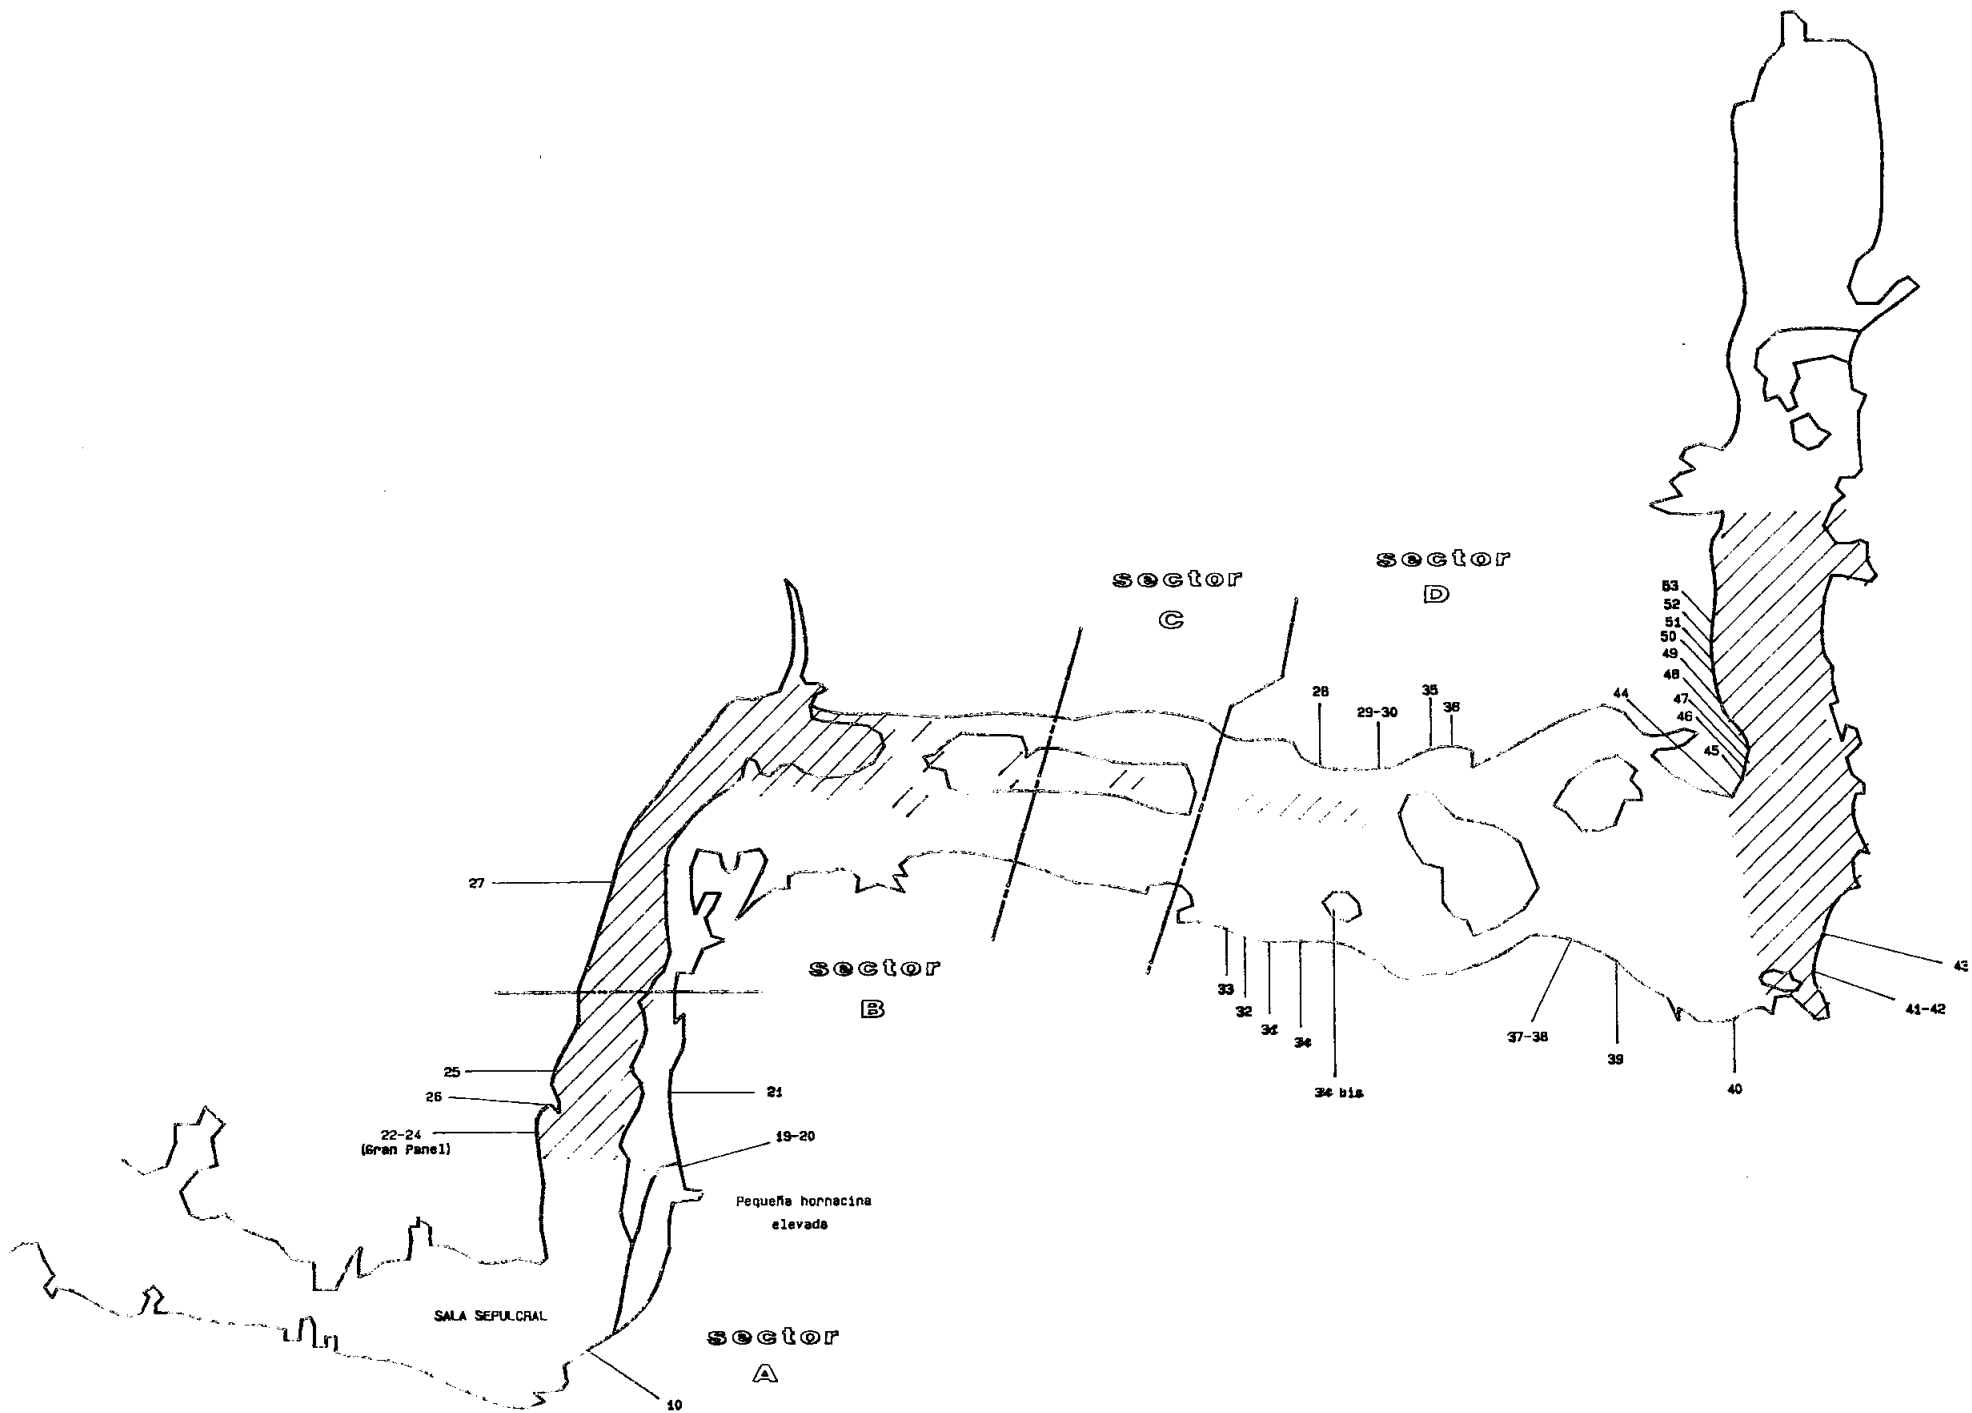 sector
D
sector
C
53
52
51
50
49
48
47
46
45
44
28
29-30
35
36
27
sector
B
33
32
31
34
34 bis
37-38
39
40
43
41-42
25
26
22-24
(Gran Panel)
21
19-20
Pequeña hornacina
elevada
SALA SEPULCRAL
sector
A
10